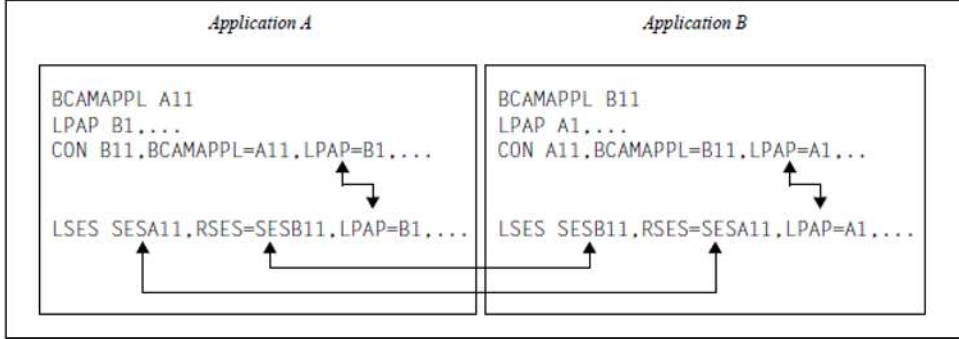 Application A
Application B
BCAMAPPL A11
LPAP B1,...
CON B11,BCAMAPPL=A11,LPAP=B1,...
LSES SESA11,RSES=SESB11,LPAP=B1,...
BCAMAPPL B11
LPAP A1,...
CON A11,BCAMAPPL=B11,LPAP=A1,...
LSES SESB11,RSES=SESA11,LPAP=A1,...